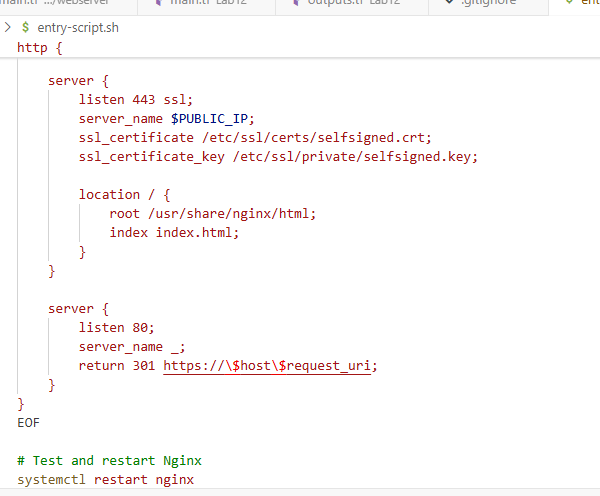 main.tf .../webserver main.tf Lab12 outputs.tf Lab12 .gitignore
$ entry-script.sh
http {
server {
listen 443 ssl;
server_name $PUBLIC_IP;
ssl_certificate /etc/ssl/certs/selfsigned.crt;
ssl_certificate_key /etc/ssl/private/selfsigned.key;
location / {
root /usr/share/nginx/html;
index index.html;
}
}
server {
listen 80;
server_name _;
return 301 https://\$host\$request_uri;
}
}
EOF
# Test and restart Nginx
systemctl restart nginx